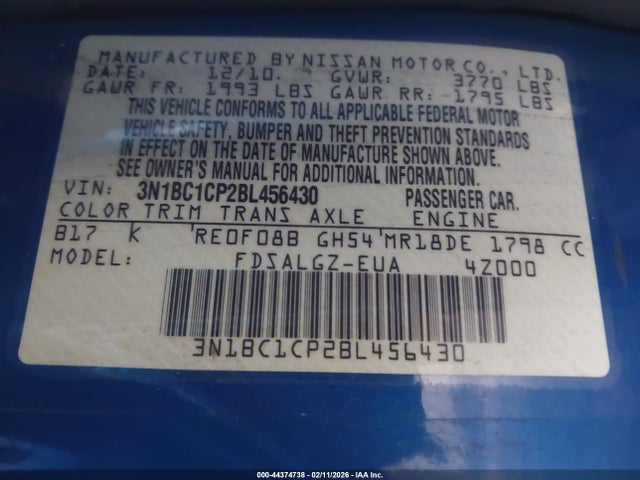 MANUFACTURED BY NISSAN MOTOR CO., LTD.
DATE: 12/10. GVWR: 3770 LBS
GAWR FR: 1993 LBS GAWR RR: 1795 LBS
THIS VEHICLE CONFORMS TO ALL APPLICABLE FEDERAL MOTOR
VEHICLE SAFETY, BUMPER AND THEFT PREVENTION STANDARDS
IN EFFECT ON THE DATE OF MANUFACTURE SHOWN ABOVE.
SEE OWNER'S MANUAL FOR ADDITIONAL INFORMATION.
VIN: 3N1BC1CP2BL456430 PASSENGER CAR.
COLOR TRIM TRANS AXLE ENGINE
B17 K 'RE0F08B GH54'MR18DE 1798 CC
MODEL: FDSALGZ-EUA 4Z000
3N1BC1CP2BL456430
000-44374738 - 02/11/2026 - IAA Inc.